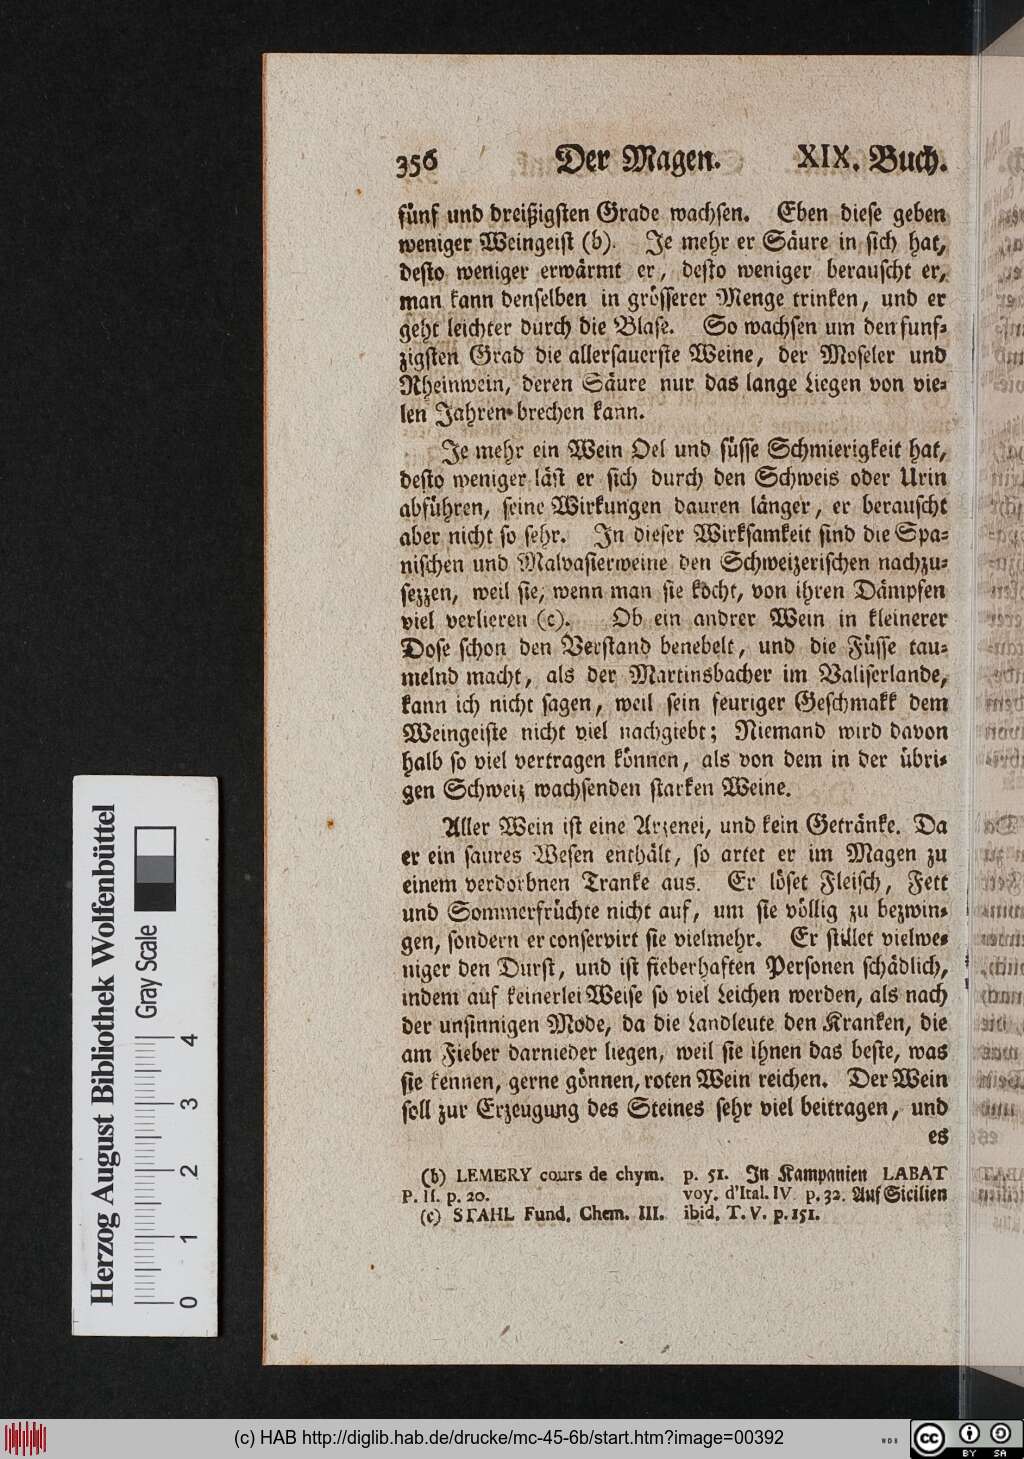 356 Der Magen. XIX. Buch.
fünf und dreißigsten Grade wachsen. Eben diese geben
weniger Weingeist (b). Je mehr er Säure in sich hat,
desto weniger erwärmt er, desto weniger berauscht er,
man kann denselben in grösserer Menge trinken, und er
geht leichter durch die Blase. So wachsen um den funf-
zigsten Grad die allersauerste Weine, der Moseler und
Rheinwein, deren Säure nur das lange Liegen von vie-
len Jahren brechen kann.
Je mehr ein Wein Oel und süsse Schmierigkeit hat,
desto weniger läst er sich durch den Schweis oder Urin
abführen, seine Wirkungen dauren länger, er berauscht
aber nicht so sehr. In dieser Wirksamkeit sind die Spa-
nischen und Malvasierweine den Schweizerischen nachzu-
sezzen, weil sie, wenn man sie kocht, von ihren Dämpfen
viel verlieren (c). Ob ein andrer Wein in kleinerer
Dose schon den Verstand benebelt, und die Füsse tau-
melnd macht, als der Martinsbacher im Valiserlande,
kann ich nicht sagen, weil sein feuriger Geschmakk dem
Weingeiste nicht viel nachgiebt; Niemand wird davon
halb so viel vertragen können, als von dem in der übri-
gen Schweiz wachsenden starken Weine.
Aller Wein ist eine Arzenei, und kein Getränke. Da
er ein saures Wesen enthält, so artet er im Magen zu
einem verdorbnen Tranke aus. Er löset Fleisch, Fett
und Sommerfrüchte nicht auf, um sie völlig zu bezwin-
gen, sondern er conservirt sie vielmehr. Er stillet vielwe-
niger den Durst, und ist fieberhaften Personen schädlich,
indem auf keinerlei Weise so viel Leichen werden, als nach
der unsinnigen Mode, da die Landleute den Kranken, die
am Fieber darnieder liegen, weil sie ihnen das beste, was
sie kennen, gerne gönnen, roten Wein reichen. Der Wein
soll zur Erzeugung des Steines sehr viel beitragen, und
es
(b) LEMERY cours de chym.
P. II. p. 20.
(c) STAHL Fund. Chem. III.
p. 51. In Kampanien LABAT
voy. d'Ital. IV p. 32. Auf Sicilien
ibid. T. V. p. 151.
Herzog August Bibliothek Wolfenbüttel
Gray Scale
0 1 2 3 4
(c) HAB http://diglib.hab.de/drucke/mc-45-6b/start.htm?image=00392
WDB
cc BY SA